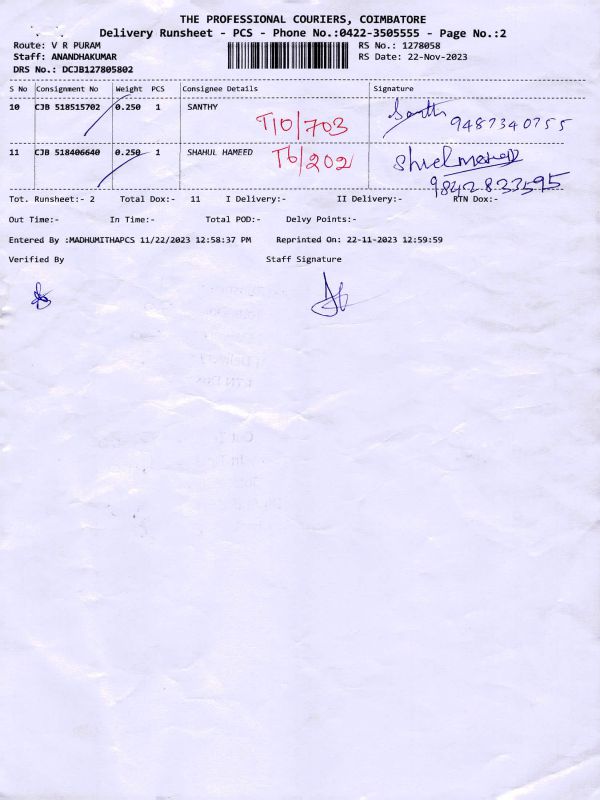 THE PROFESSIONAL COURIERS, COIMBATORE
Delivery Runsheet - PCS - Phone No.:0422-3505555 - Page No.:2
Route: V R PURAM RS No.: 1278058
Staff: ANANDHAKUMAR RS Date: 22-Nov-2023
DRS No.: DCJB127805802
S No Consignment No Weight PCS Consignee Details Signature
10 CJB 518515702 0.250 1 SANTHY T10/703 Santh
9487340755
11 CJB 518406640 0.250 1 SHAHUL HAMEED T6/202
9842833595
Tot. Runsheet:- 2 Total Dox:- 11 I Delivery:- II Delivery:- RTN Dox:-
Out Time:- In Time:- Total POD:- Delvy Points:-
Entered By :MADHUMITHAPCS 11/22/2023 12:58:37 PM Reprinted On: 22-11-2023 12:59:59
Verified By Staff Signature